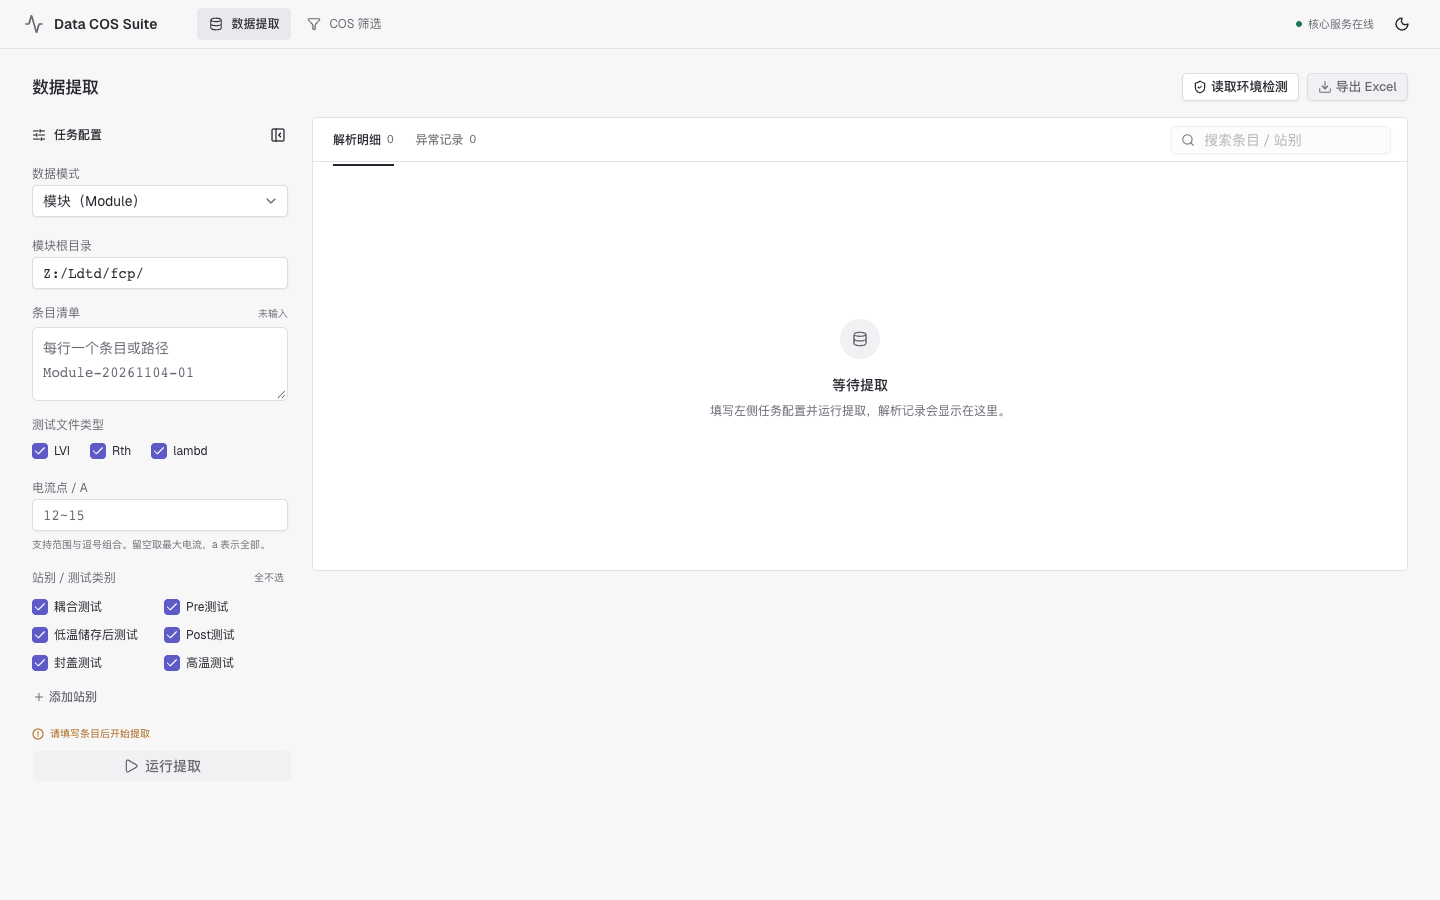 Data COS Suite
数据提取
COS 筛选
核心服务在线
数据提取
读取环境检测
导出 Excel
任务配置
数据模式
模块（Module）
模块根目录
Z:/Ldtd/fcp/
条目清单
未输入
每行一个条目或路径
Module-20261104-01
测试文件类型
LVI
Rth
lambd
电流点 / A
12~15
支持范围与逗号组合。留空取最大电流，a 表示全部。
站别 / 测试类别
全不选
耦合测试
Pre测试
低温储存后测试
Post测试
封盖测试
高温测试
添加站别
请填写条目后开始提取
运行提取
解析明细 0
异常记录 0
搜索条目 / 站别
等待提取
填写左侧任务配置并运行提取，解析记录会显示在这里。